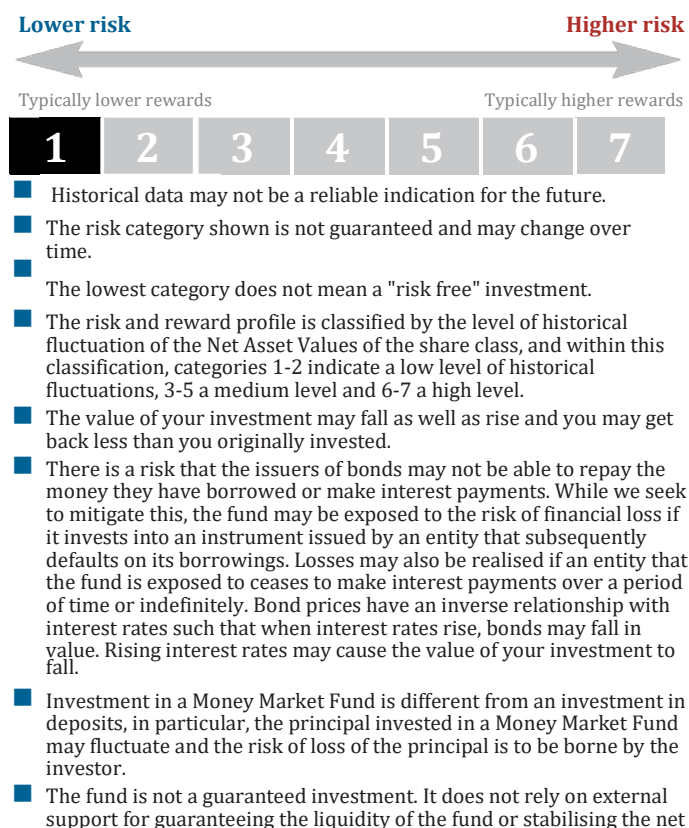 Lower risk Higher risk
Typically lower rewards Typically higher rewards
1 2 3 4 5 6 7
Historical data may not be a reliable indication for the future.
The risk category shown is not guaranteed and may change over
time.
The lowest category does not mean a "risk free" investment.
The risk and reward profile is classified by the level of historical
fluctuation of the Net Asset Values of the share class, and within this
classification, categories 1-2 indicate a low level of historical
fluctuations, 3-5 a medium level and 6-7 a high level.
The value of your investment may fall as well as rise and you may get
back less than you originally invested.
There is a risk that the issuers of bonds may not be able to repay the
money they have borrowed or make interest payments. While we seek
to mitigate this, the fund may be exposed to the risk of financial loss if
it invests into an instrument issued by an entity that subsequently
defaults on its borrowings. Losses may also be realised if an entity that
the fund is exposed to ceases to make interest payments over a period
of time or indefinitely. Bond prices have an inverse relationship with
interest rates such that when interest rates rise, bonds may fall in
value. Rising interest rates may cause the value of your investment to
fall.
Investment in a Money Market Fund is different from an investment in
deposits, in particular, the principal invested in a Money Market Fund
may fluctuate and the risk of loss of the principal is to be borne by the
investor.
The fund is not a guaranteed investment. It does not rely on external
support for guaranteeing the liquidity of the fund or stabilising the net